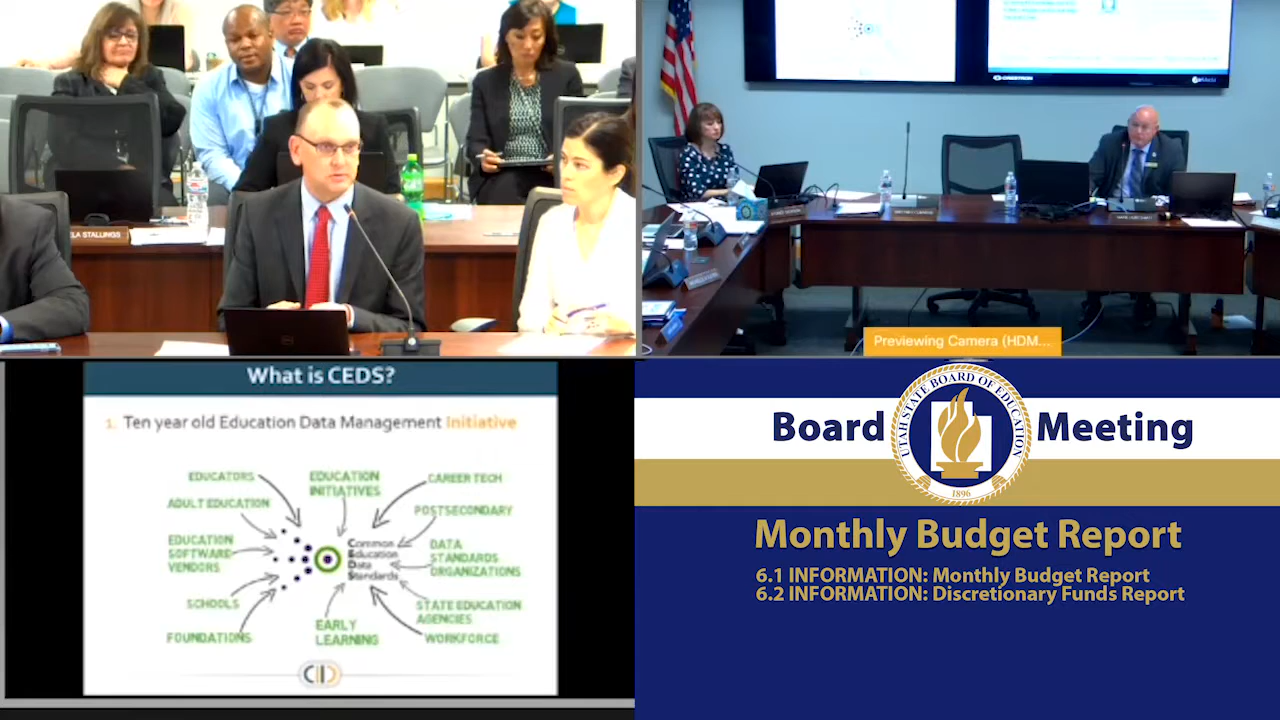 LA STALLINGS
CRESTRON
Previewing Camera (HDM...
What is CEDS?
1. Ten year old Education Data Management Initiative
EDUCATORS
EDUCATION
INITIATIVES
CAREER TECH
ADULT EDUCATION
POSTSECONDARY
EDUCATION
SOFTWARE
VENDORS
Common
Education
Data
Standards
DATA
STANDARDS
ORGANIZATIONS
SCHOOLS
STATE EDUCATION
AGENCIES
FOUNDATIONS
EARLY
LEARNING
WORKFORCE
Board
UTAH STATE BOARD OF EDUCATION
1896
Meeting
Monthly Budget Report
6.1 INFORMATION: Monthly Budget Report
6.2 INFORMATION: Discretionary Funds Report